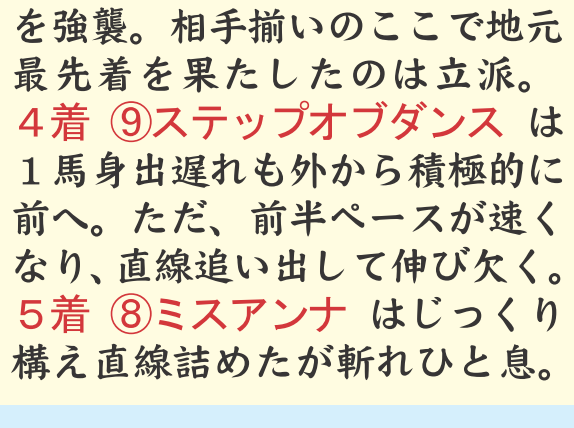 を強襲。相手揃いのここで地元
最先着を果たしたのは立派。
４着 ⑨ステップオブダンス は
１馬身出遅れも外から積極的に
前へ。ただ、前半ペースが速く
なり、直線追い出して伸び欠く。
５着 ⑧ミスアンナ はじっくり
構え直線詰めたが斬れひと息。